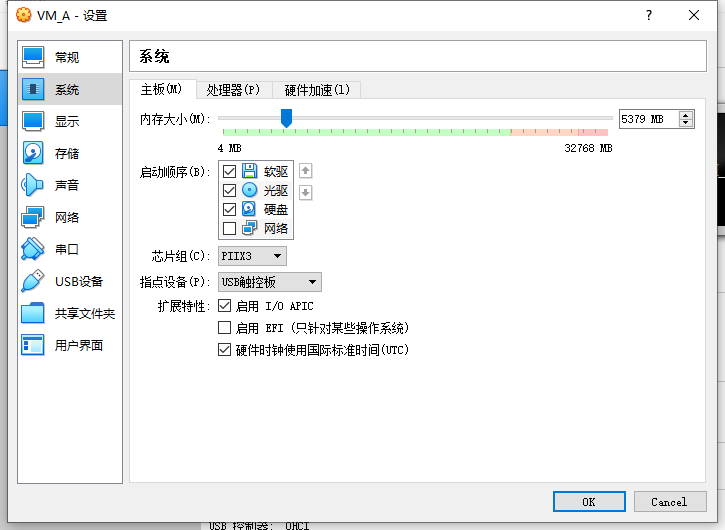 VM_A - 设置
?
常规
系统
显示
存储
声音
网络
串口
USB设备
共享文件夹
用户界面
系统
主板(M) 处理器(P) 硬件加速(l)
内存大小(M): 5379 MB
4 MB 32768 MB
启动顺序(B): 软驱
光驱
硬盘
网络
芯片组(C): PIIX3
指点设备(P): USB触控板
扩展特性: 启用 I/O APIC
启用 EFI (只针对某些操作系统)
硬件时钟使用国际标准时间(UTC)
OK Cancel
USB 控制器: OHCI